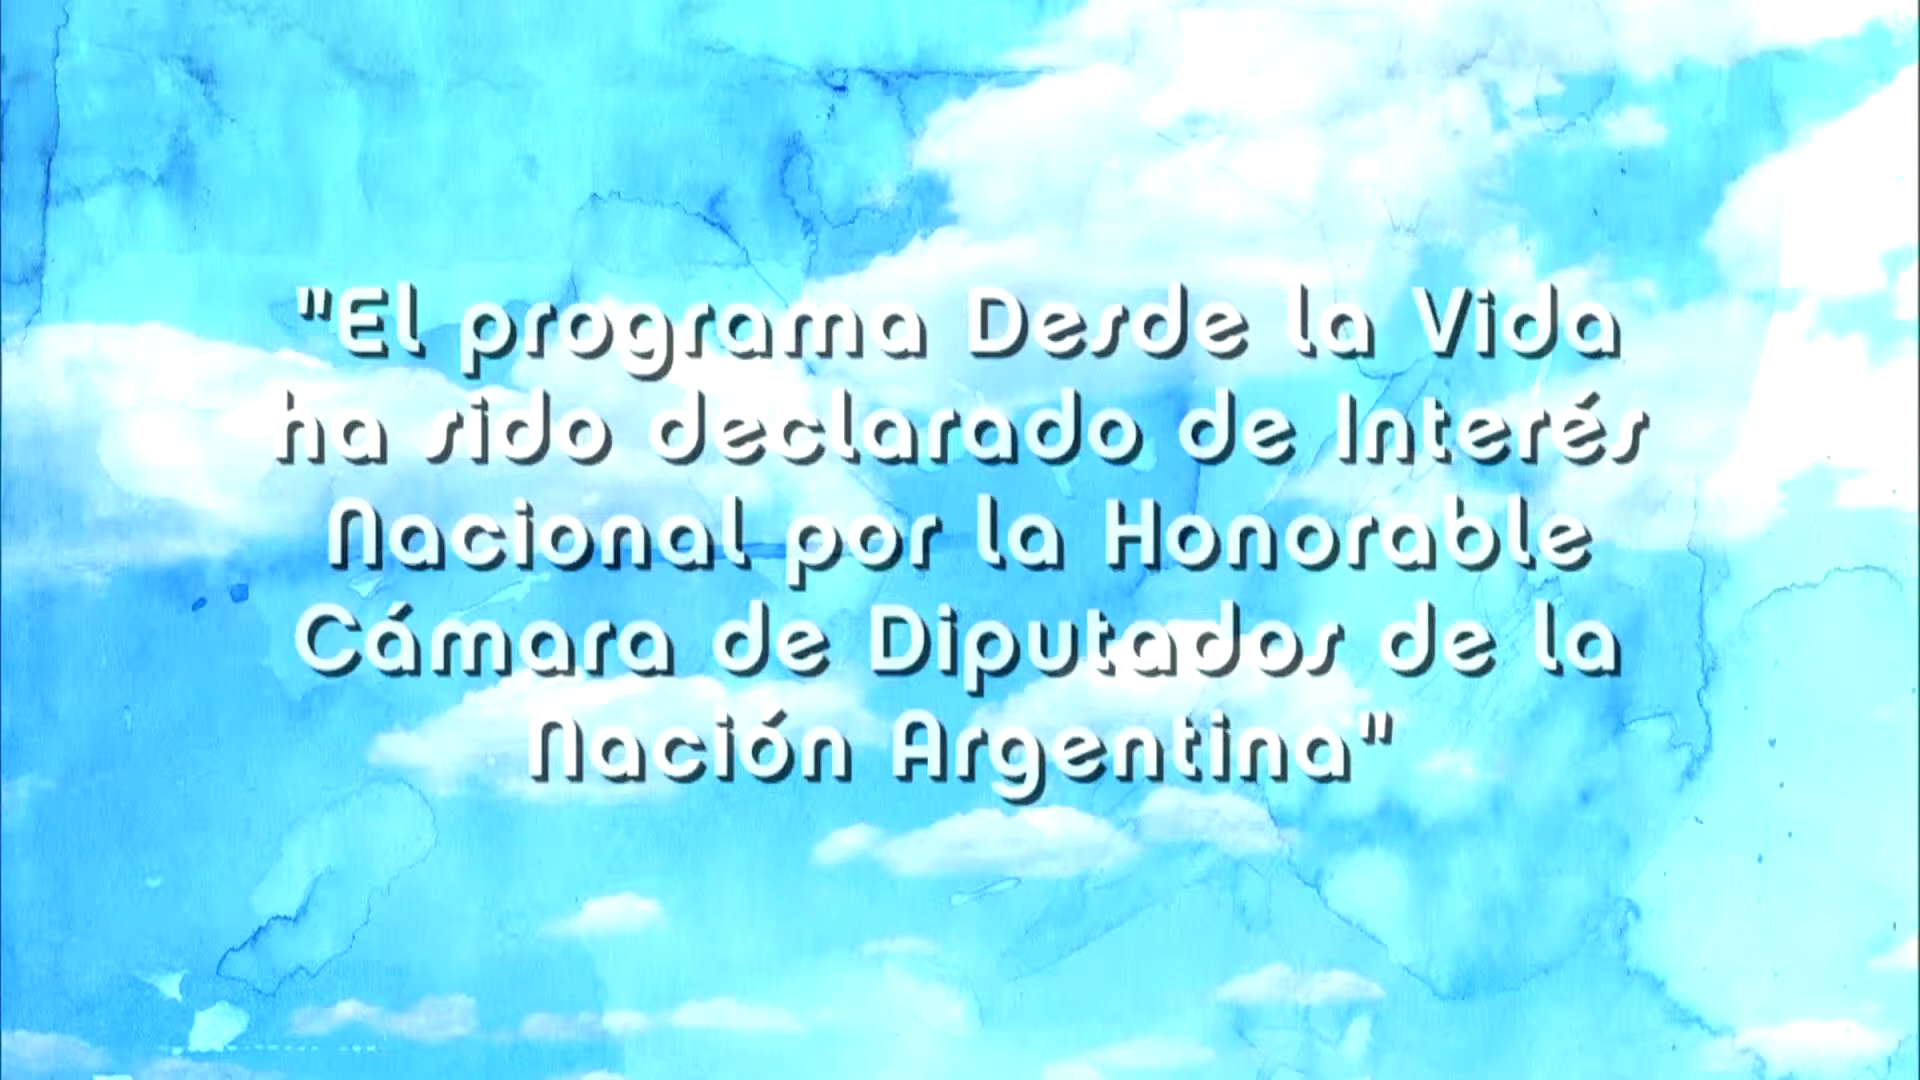 "El programa Desde la Vida
ha sido declarado de Interés
Nacional por la Honorable
Cámara de Diputados de la
Nación Argentina"